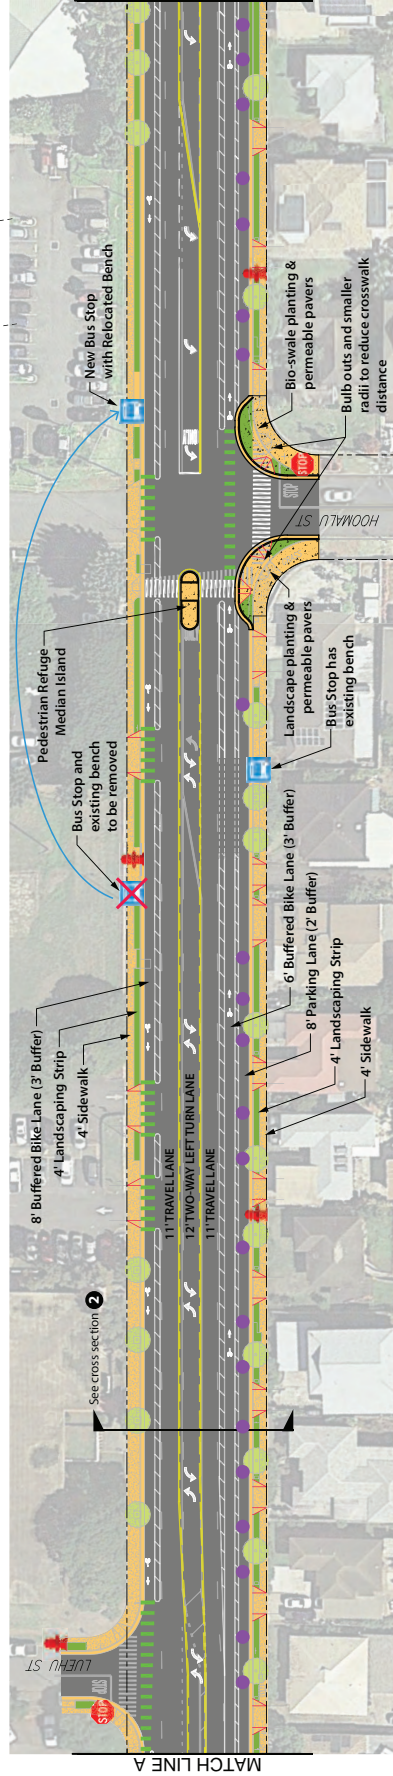 New Bus Stop
with Relocated Bench
Bio-swale planting &
permeable pavers
Bulb outs and smaller
radii to reduce crosswalk
distance
STOP
STOP
HOOMALU ST
Pedestrian Refuge
Median Island
Landscape planting &
permeable pavers
Bus Stop has
existing bench
Bus Stop and
existing bench
to be removed
8' Buffered Bike Lane (3' Buffer)
4' Landscaping Strip
4' Sidewalk
6' Buffered Bike Lane (3' Buffer)
8' Parking Lane (2' Buffer)
4' Landscaping Strip
4' Sidewalk
11' TRAVEL LANE
12' TWO-WAY LEFT TURN LANE
11' TRAVEL LANE
See cross section 2
LUEHU ST
STOP
STOP
MATCH LINE A